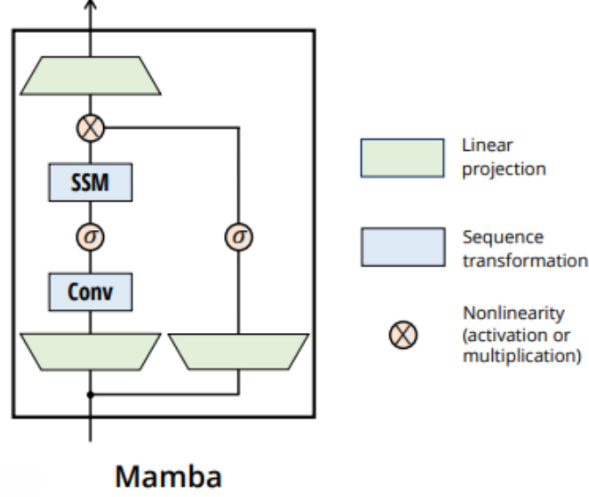 SSM
σ
σ
Conv
Linear
projection
Sequence
transformation
Nonlinearity
(activation or
multiplication)
Mamba